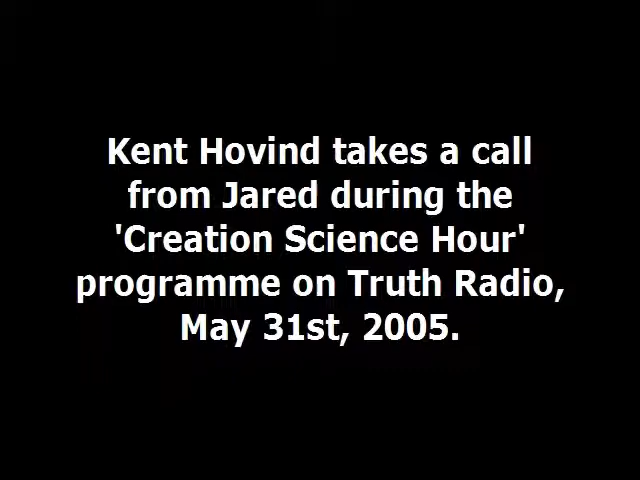 Kent Hovind takes a call
from Jared during the
'Creation Science Hour'
programme on Truth Radio,
May 31st, 2005.